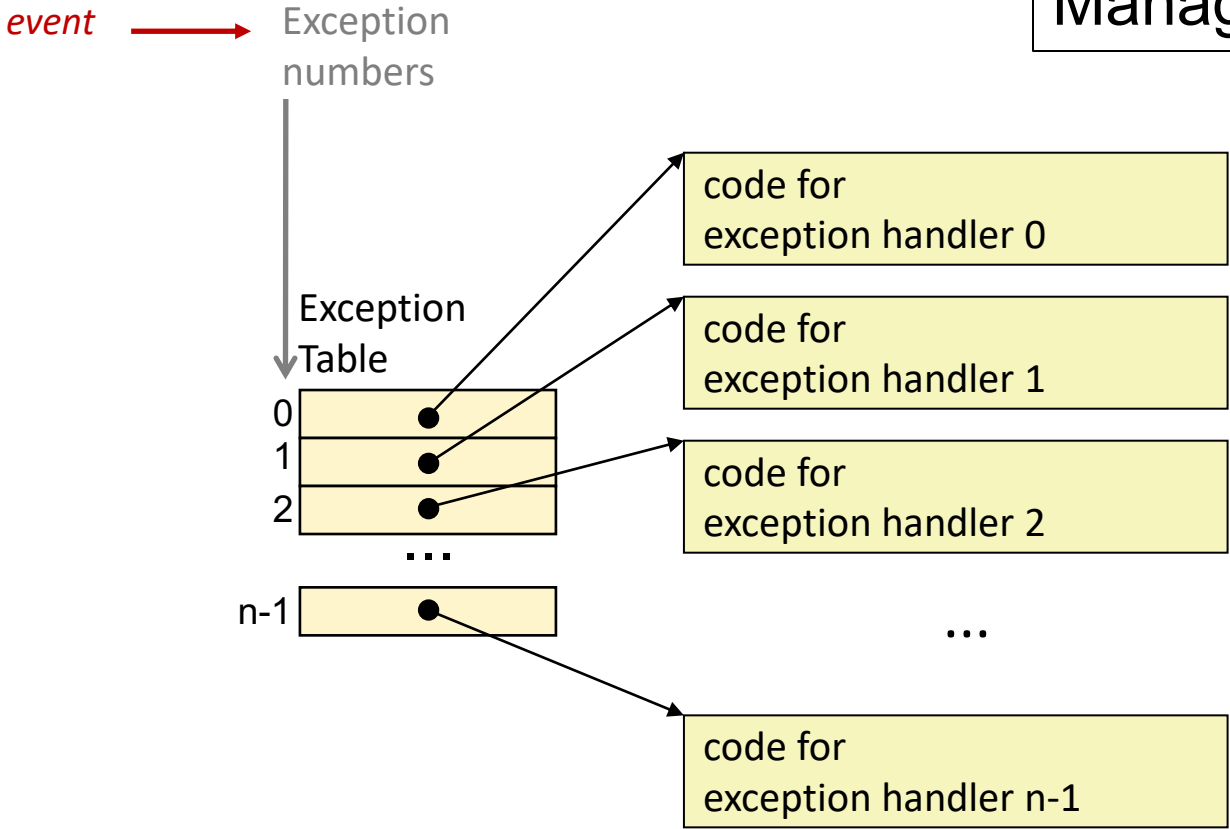 event
Exception
numbers
Exception
Table
0
1
2
...
n-1
code for
exception handler 0
code for
exception handler 1
code for
exception handler 2
...
code for
exception handler n-1